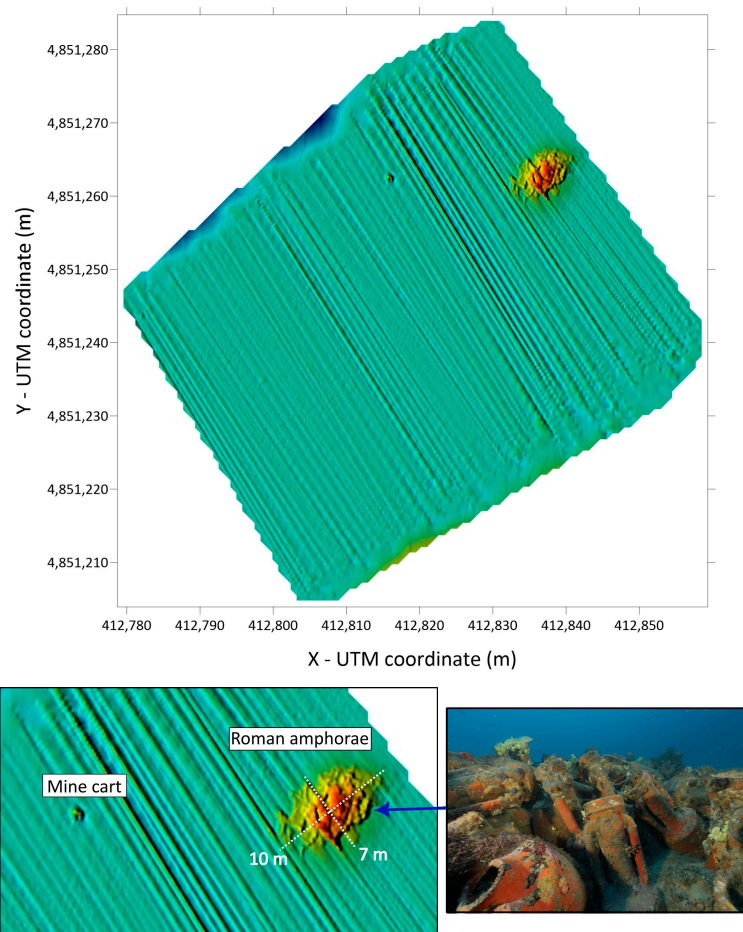 4,851,280
4,851,270
4,851,260
4,851,250
4,851,240
4,851,230
4,851,220
4,851,210
Y - UTM coordinate (m)
412,780 412,790 412,800 412,810 412,820 412,830 412,840 412,850
X - UTM coordinate (m)
Roman amphorae
Mine cart
10 m 7 m